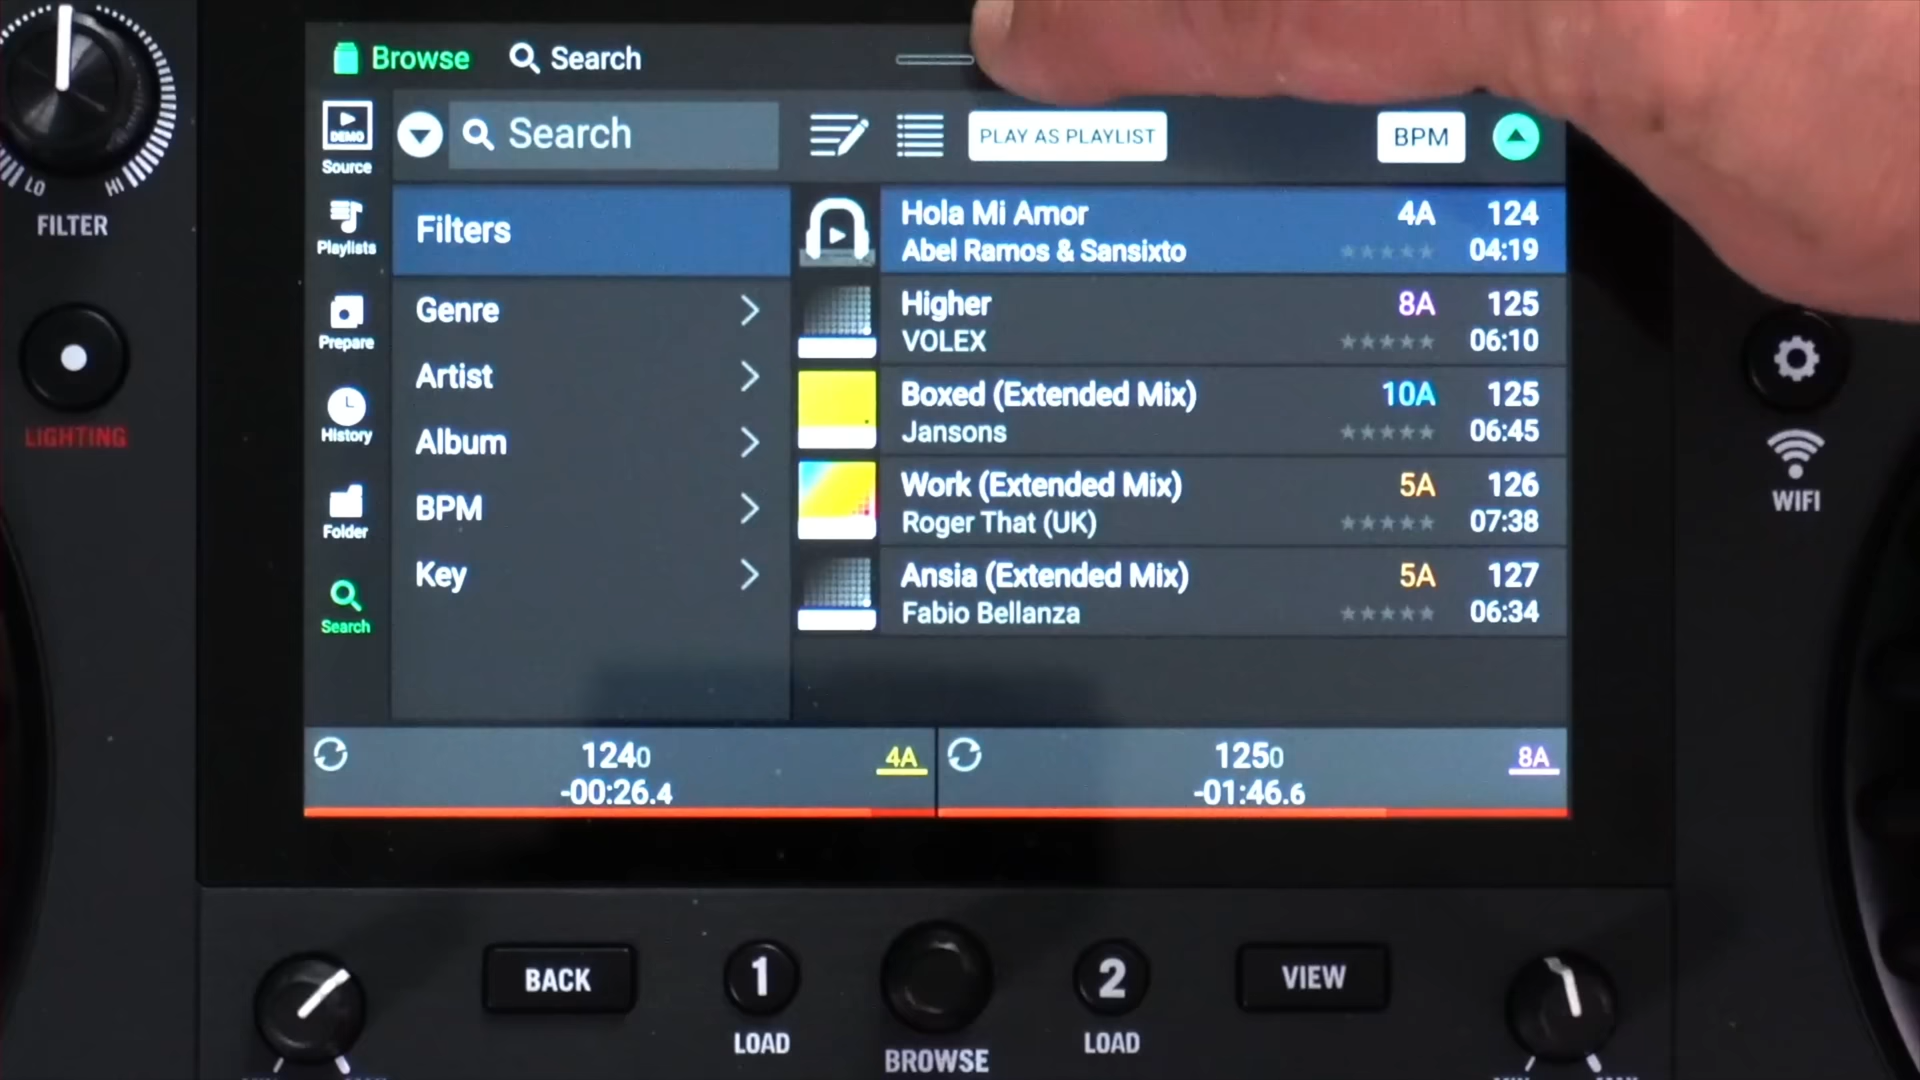 Browse
Search
DEMO
Source
Search
PLAY AS PLAYLIST
BPM
Playlists
Prepare
History
Folder
Search
Filters
Genre
Artist
Album
BPM
Key
Hola Mi Amor 4A 124
Abel Ramos & Sansixto 04:19
Higher 8A 125
VOLEX 06:10
Boxed (Extended Mix) 10A 125
Jansons 06:45
Work (Extended Mix) 5A 126
Roger That (UK) 07:38
Ansia (Extended Mix) 5A 127
Fabio Bellanza 06:34
1240 4A
-00:26.4
1250 8A
-01:46.6
LO HI
FILTER
LIGHTING
WIFI
BACK
1
LOAD
BROWSE
2
LOAD
VIEW